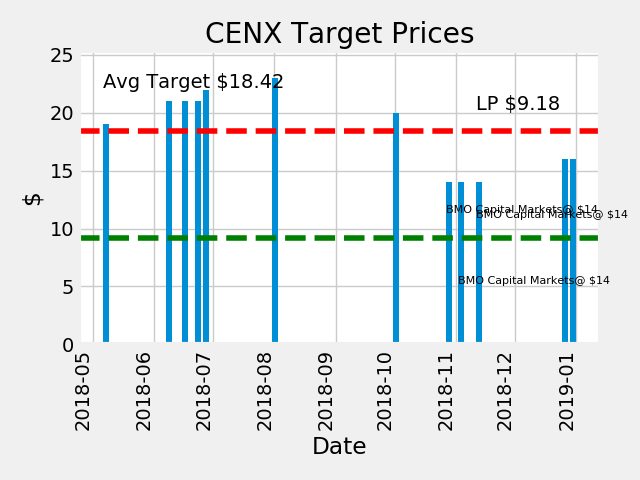 CENX Target Prices
25
20
15
10
5
0
$
Avg Target $18.42
LP $9.18
BMO Capital Markets@ $14
BMO Capital Markets@ $14
BMO Capital Markets@ $14
2018-05
2018-06
2018-07
2018-08
2018-09
2018-10
2018-11
2018-12
2019-01
Date